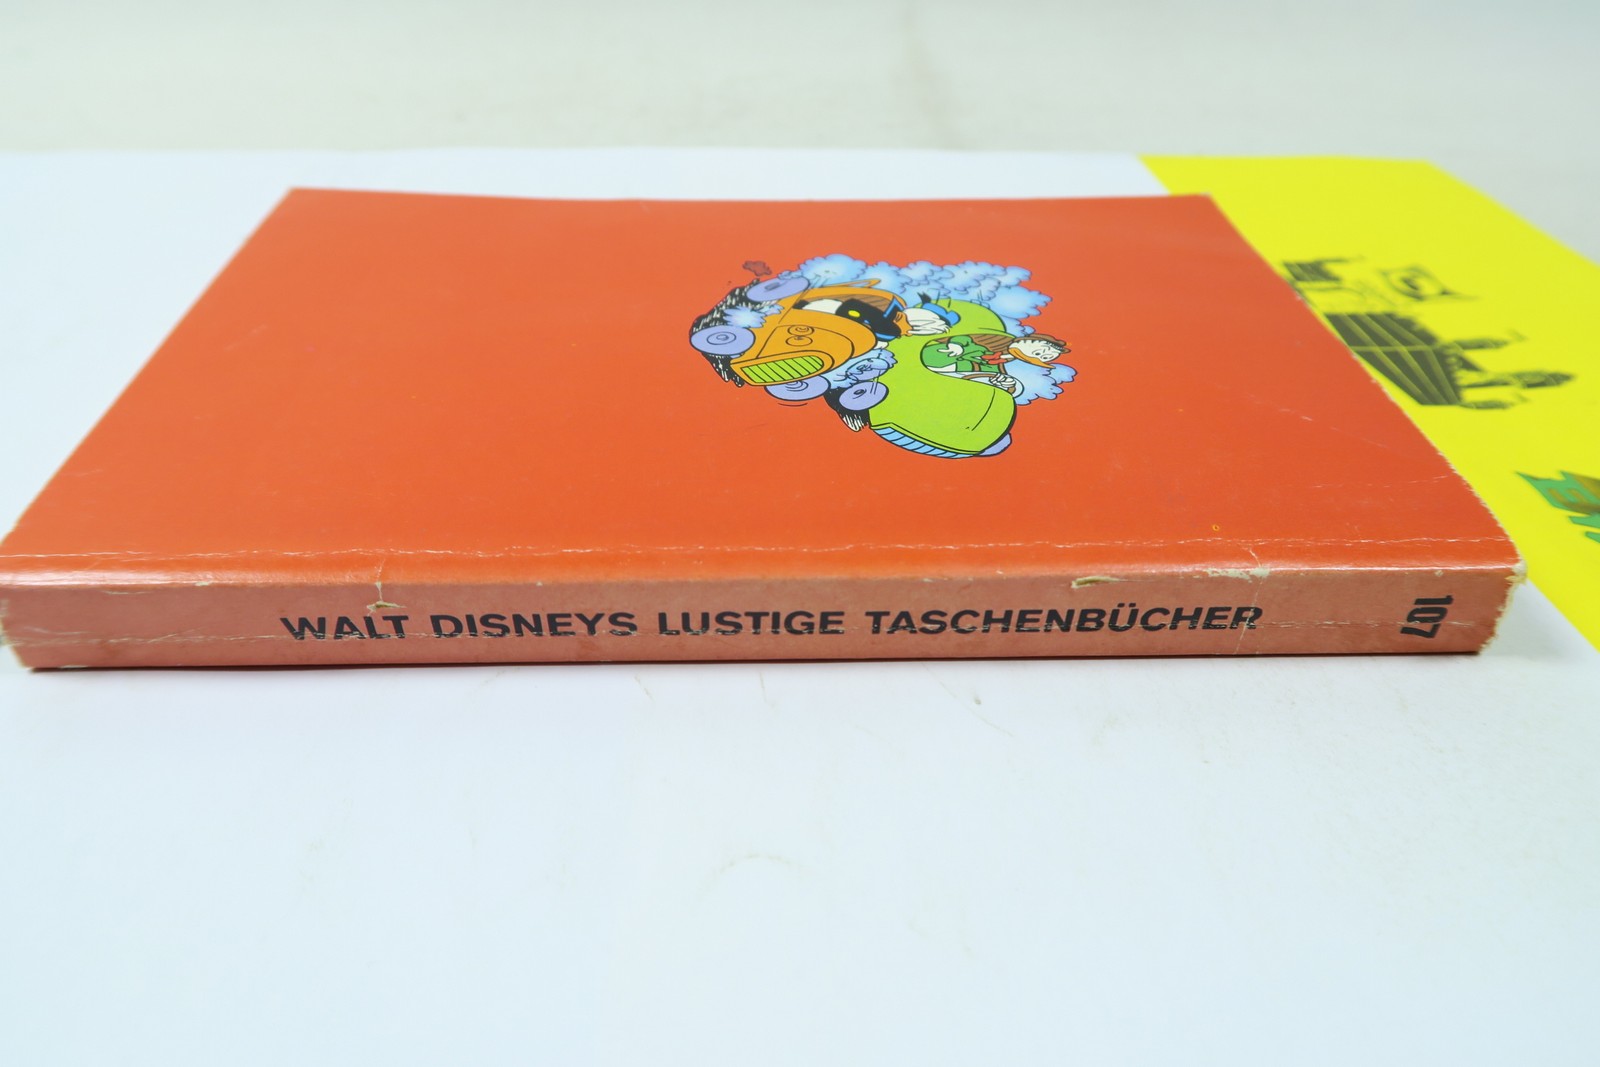 WALT DISNEYS LUSTIGE TASCHENBÜCHER
107